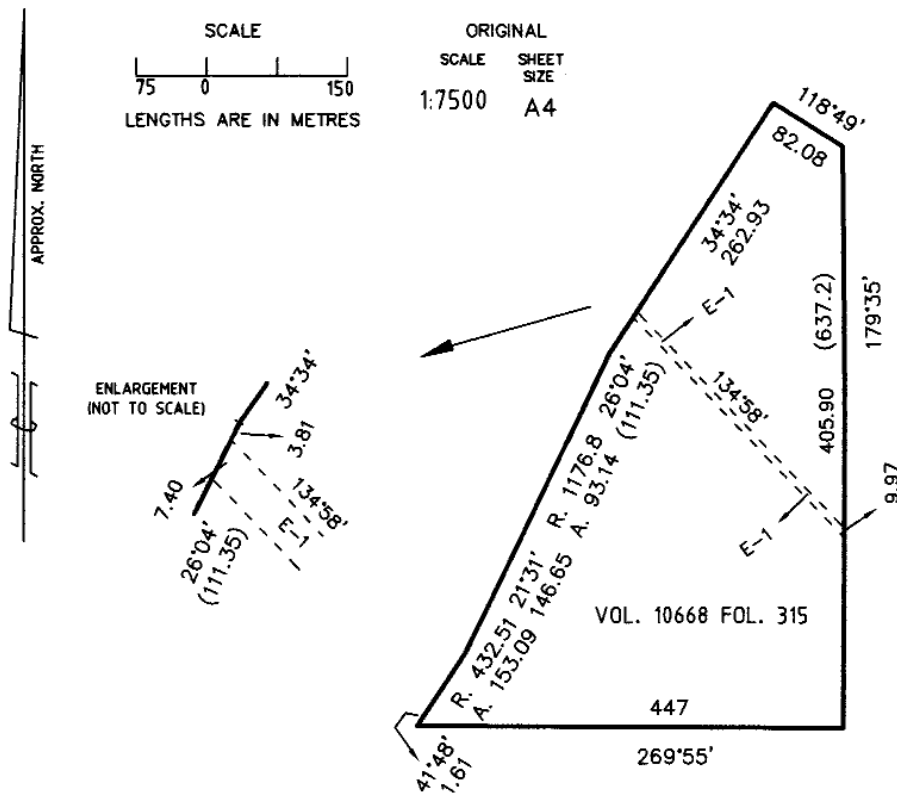 SCALE
75 0 150
LENGTHS ARE IN METRES
ORIGINAL
SCALE SHEET SIZE
1:7500 A4
APPROX. NORTH
118°49'
82.08
34°34'
262.93
E-1
(637.2)
179°35'
405.90
134°58'
9.97
E-1
R. 1176.8 26°04'
A. 93.14 (111.35)
R. 432.51 21°31'
A. 153.09 146.65
VOL. 10668 FOL. 315
447
269°55'
41°48'
1.61
ENLARGEMENT
(NOT TO SCALE)
34°34'
3.81
7.40
134°58'
E-1
26°04'
(111.35)